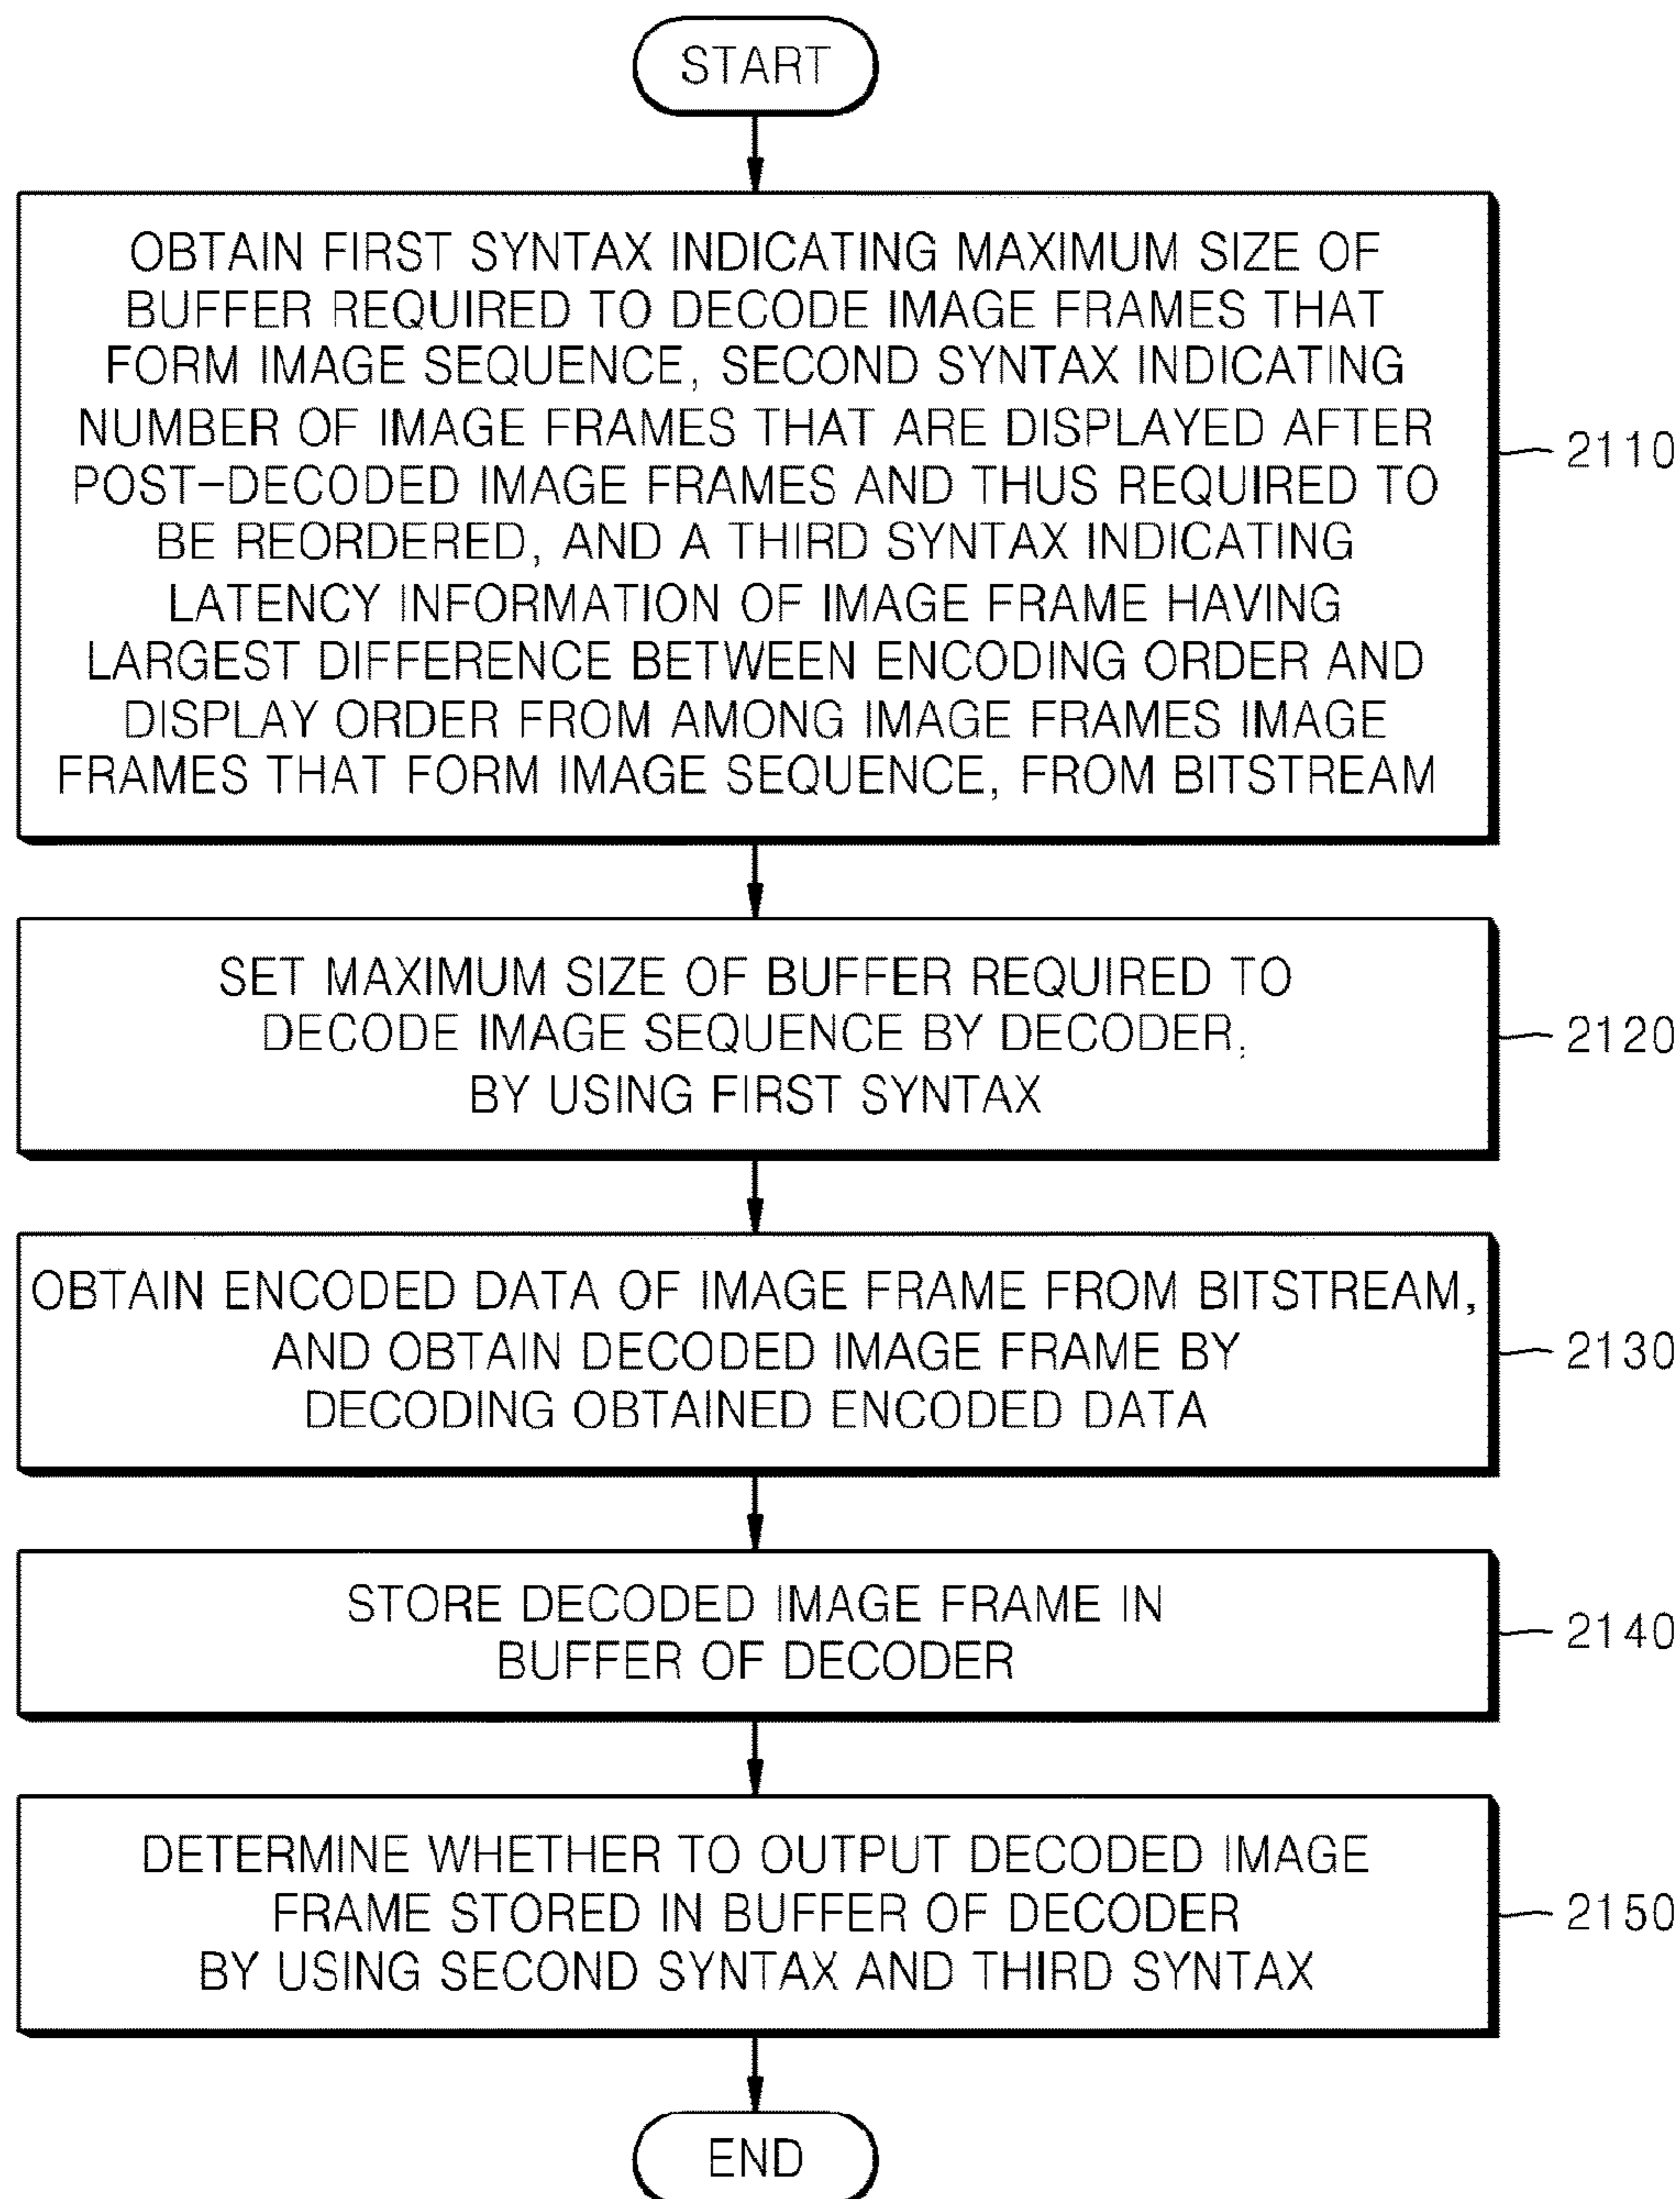 START
OBTAIN FIRST SYNTAX INDICATING MAXIMUM SIZE OF
BUFFER REQUIRED TO DECODE IMAGE FRAMES THAT
FORM IMAGE SEQUENCE, SECOND SYNTAX INDICATING
NUMBER OF IMAGE FRAMES THAT ARE DISPLAYED AFTER
POST-DECODED IMAGE FRAMES AND THUS REQUIRED TO
BE REORDERED, AND A THIRD SYNTAX INDICATING
LATENCY INFORMATION OF IMAGE FRAME HAVING
LARGEST DIFFERENCE BETWEEN ENCODING ORDER AND
DISPLAY ORDER FROM AMONG IMAGE FRAMES IMAGE
FRAMES THAT FORM IMAGE SEQUENCE, FROM BITSTREAM
2110
SET MAXIMUM SIZE OF BUFFER REQUIRED TO
DECODE IMAGE SEQUENCE BY DECODER,
BY USING FIRST SYNTAX
2120
OBTAIN ENCODED DATA OF IMAGE FRAME FROM BITSTREAM,
AND OBTAIN DECODED IMAGE FRAME BY
DECODING OBTAINED ENCODED DATA
2130
STORE DECODED IMAGE FRAME IN
BUFFER OF DECODER
2140
DETERMINE WHETHER TO OUTPUT DECODED IMAGE
FRAME STORED IN BUFFER OF DECODER
BY USING SECOND SYNTAX AND THIRD SYNTAX
2150
END